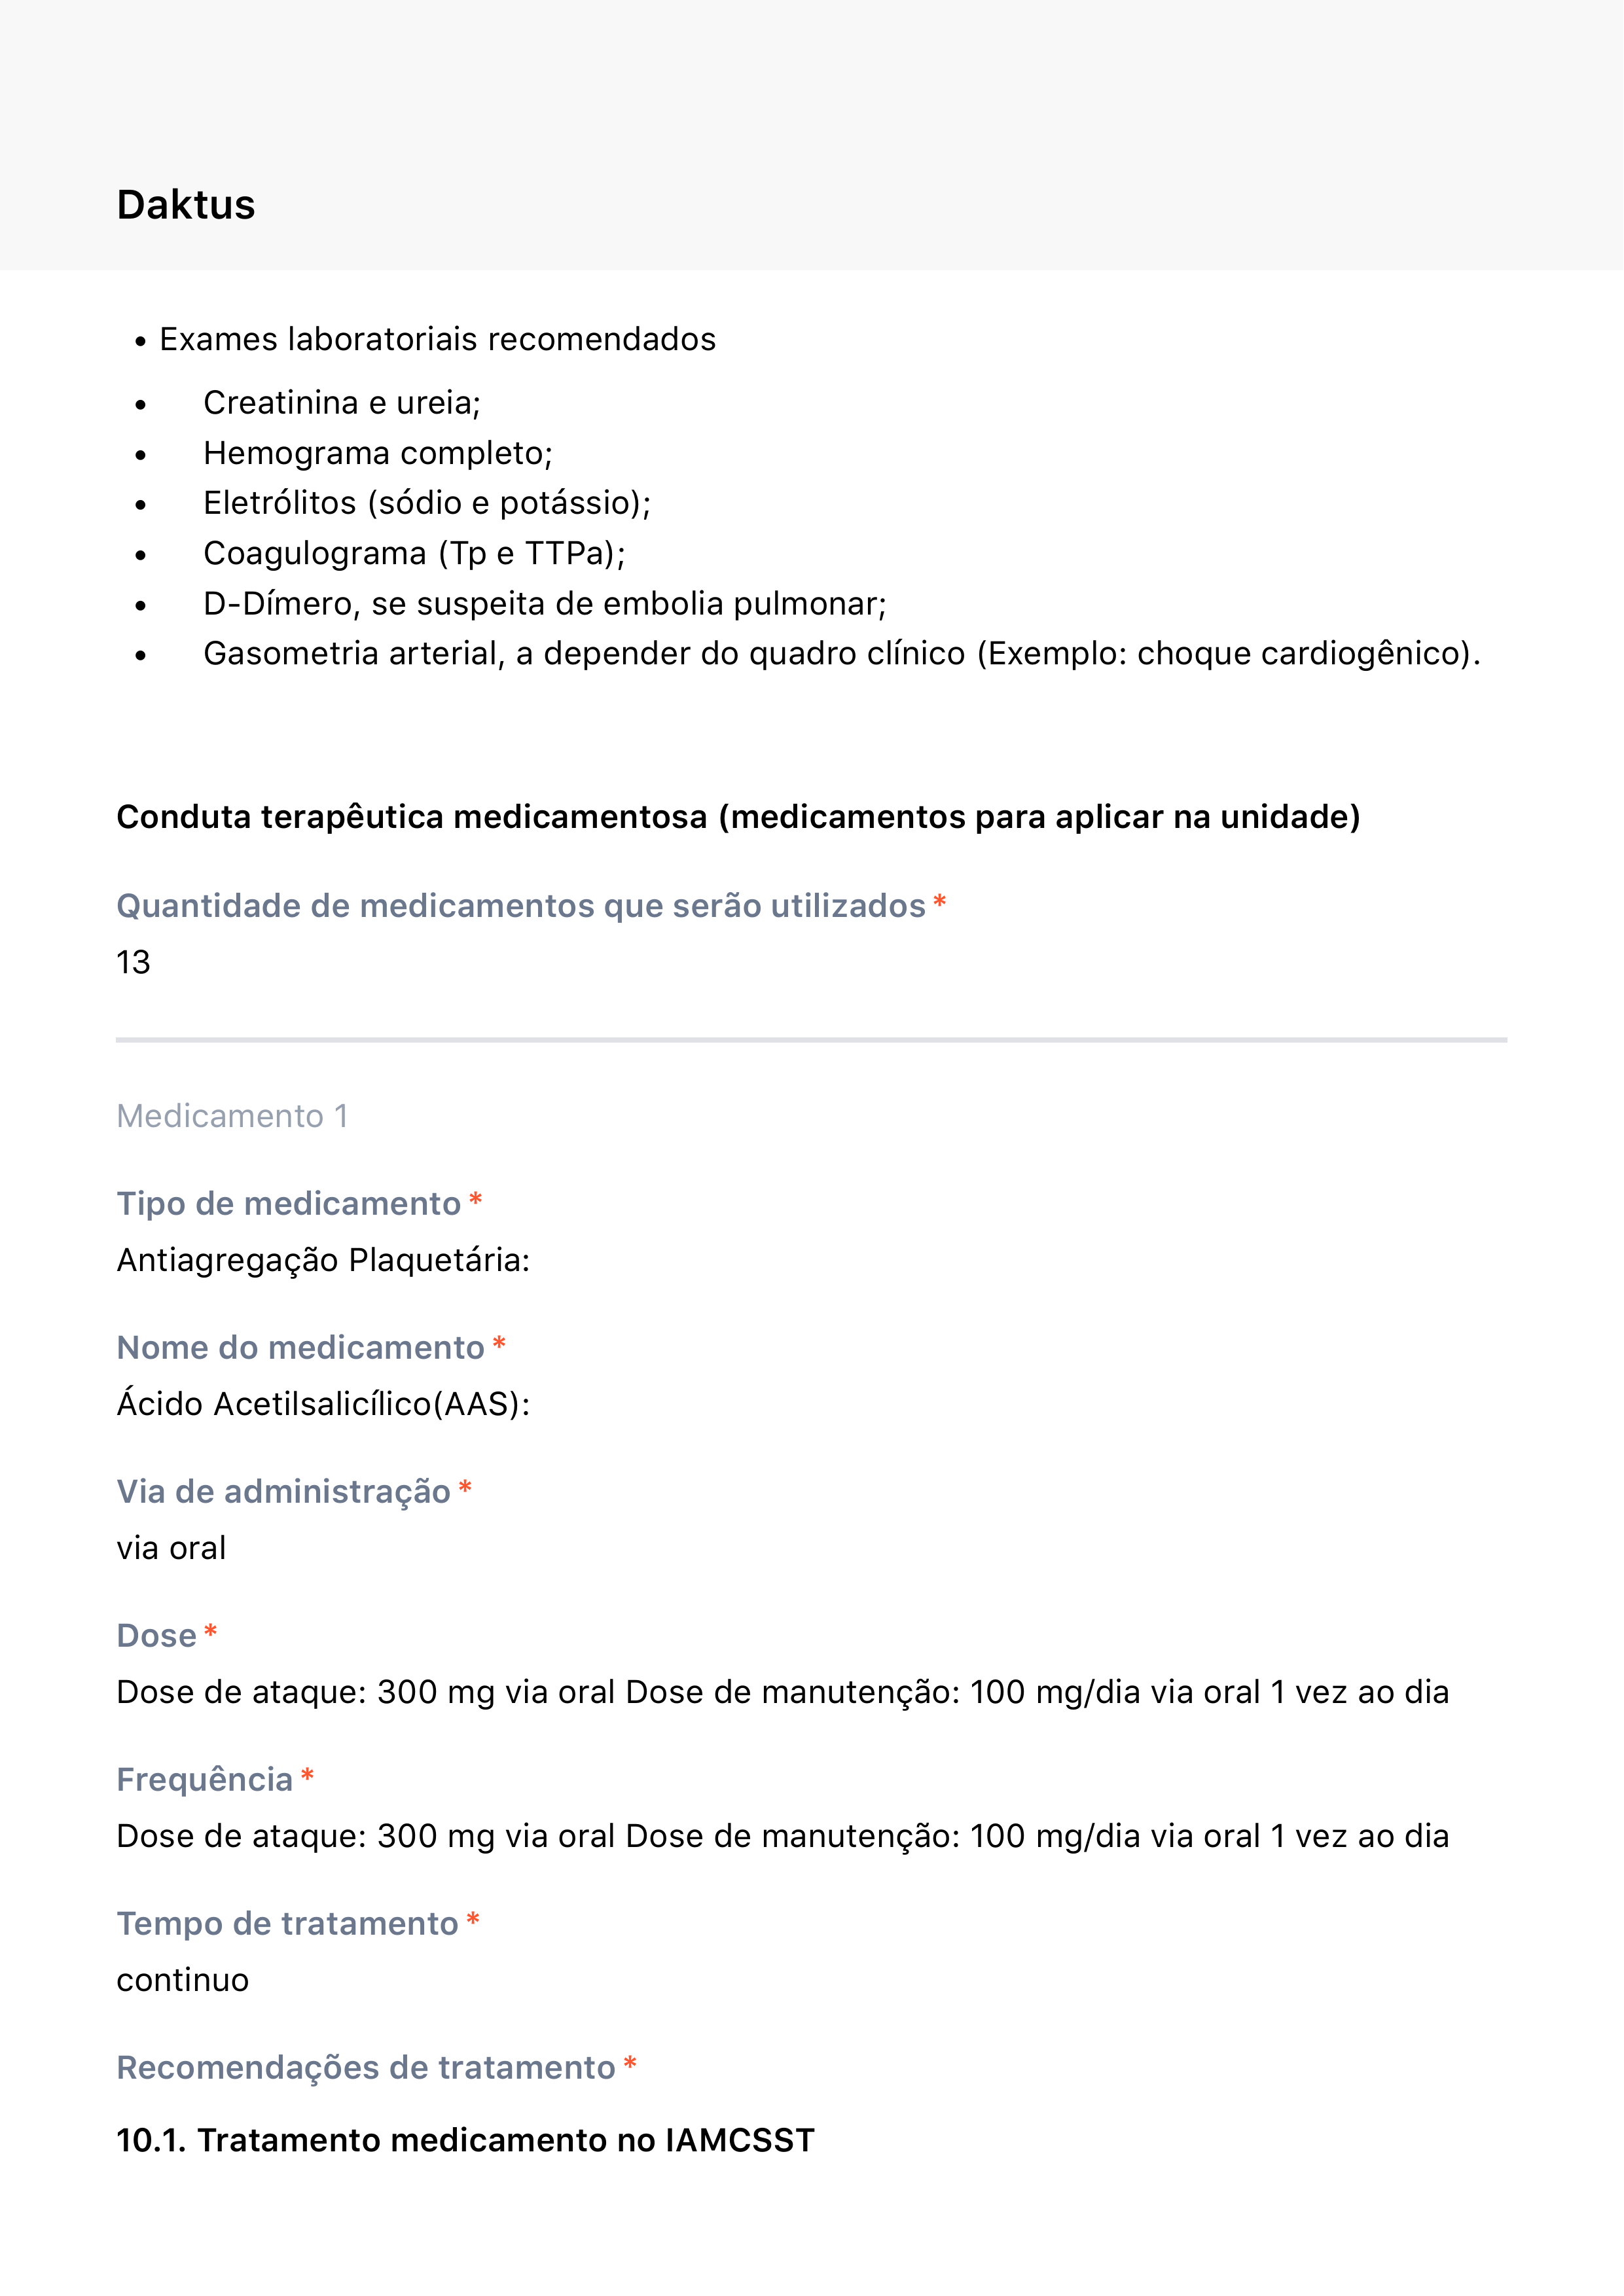 Daktus
• Exames laboratoriais recomendados
• Creatinina e ureia;
• Hemograma completo;
• Eletrólitos (sódio e potássio);
• Coagulograma (Tp e TTPa);
• D-Dímero, se suspeita de embolia pulmonar;
• Gasometria arterial, a depender do quadro clínico (Exemplo: choque cardiogênico).
Conduta terapêutica medicamentosa (medicamentos para aplicar na unidade)
Quantidade de medicamentos que serão utilizados *
13
Medicamento 1
Tipo de medicamento *
Antiagregação Plaquetária:
Nome do medicamento *
Ácido Acetilsalicílico(AAS):
Via de administração *
via oral
Dose *
Dose de ataque: 300 mg via oral Dose de manutenção: 100 mg/dia via oral 1 vez ao dia
Frequência *
Dose de ataque: 300 mg via oral Dose de manutenção: 100 mg/dia via oral 1 vez ao dia
Tempo de tratamento *
continuo
Recomendações de tratamento *
10.1. Tratamento medicamento no IAMCSST